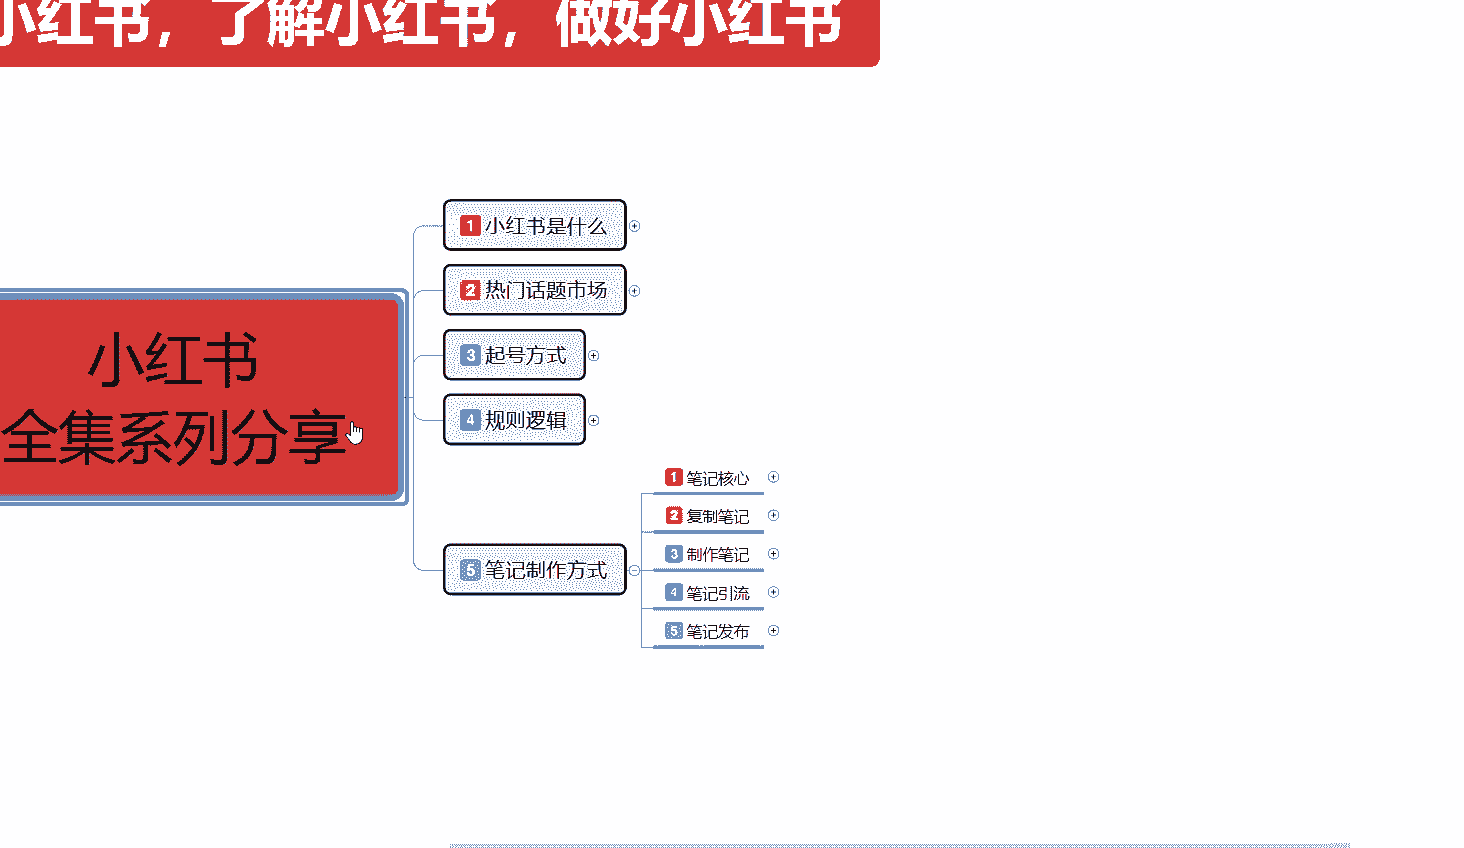 小红书，了解小红书，做好小红书
1 小红书是什么
2 热门话题市场
3 起号方式
4 规则逻辑
小红书
全集系列分享
5 笔记制作方式
1 笔记核心
2 复制笔记
3 制作笔记
4 笔记引流
5 笔记发布